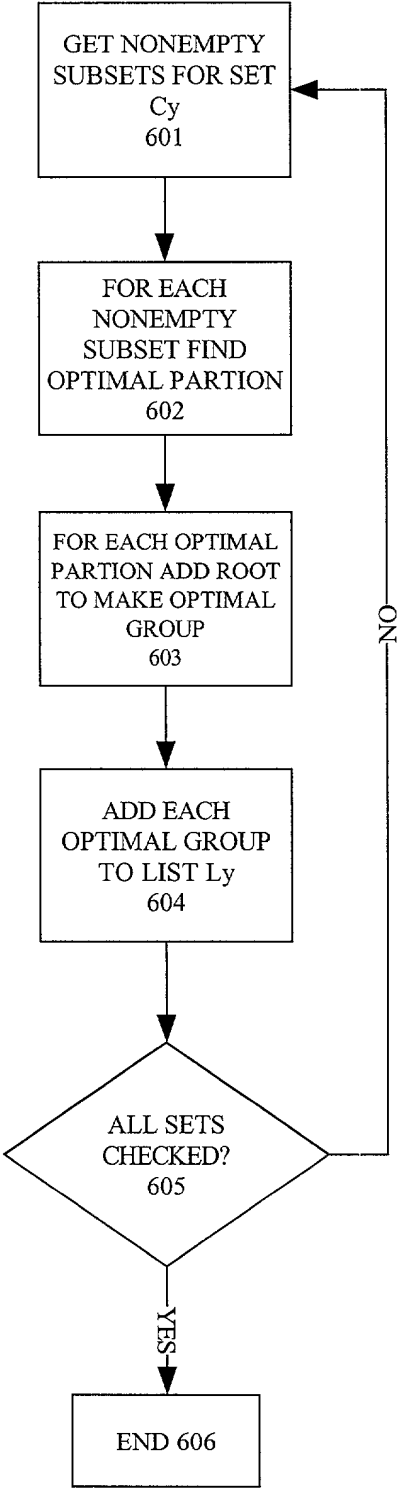 GET NONEMPTY
SUBSETS FOR SET
Cy
601
FOR EACH
NONEMPTY
SUBSET FIND
OPTIMAL PARTION
602
FOR EACH OPTIMAL
PARTION ADD ROOT
TO MAKE OPTIMAL
GROUP
603
ADD EACH
OPTIMAL GROUP
TO LIST Ly
604
ALL SETS
CHECKED?
605
NO
YES
END 606